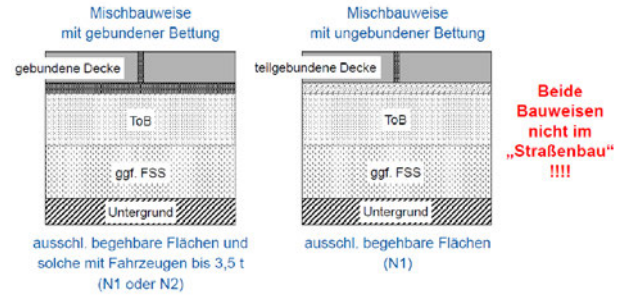 Mischbauweise
mit gebundener Bettung
gebundene Decke
ToB
ggf. FSS
Untergrund
ausschl. begehbare Flächen und
solche mit Fahrzeugen bis 3,5 t
(N1 oder N2)
Mischbauweise
mit ungebundener Bettung
teilgebundene Decke
ToB
ggf. FSS
Untergrund
ausschl. begehbare Flächen
(N1)
Beide
Bauweisen
nicht im
„Straßenbau“
!!!!